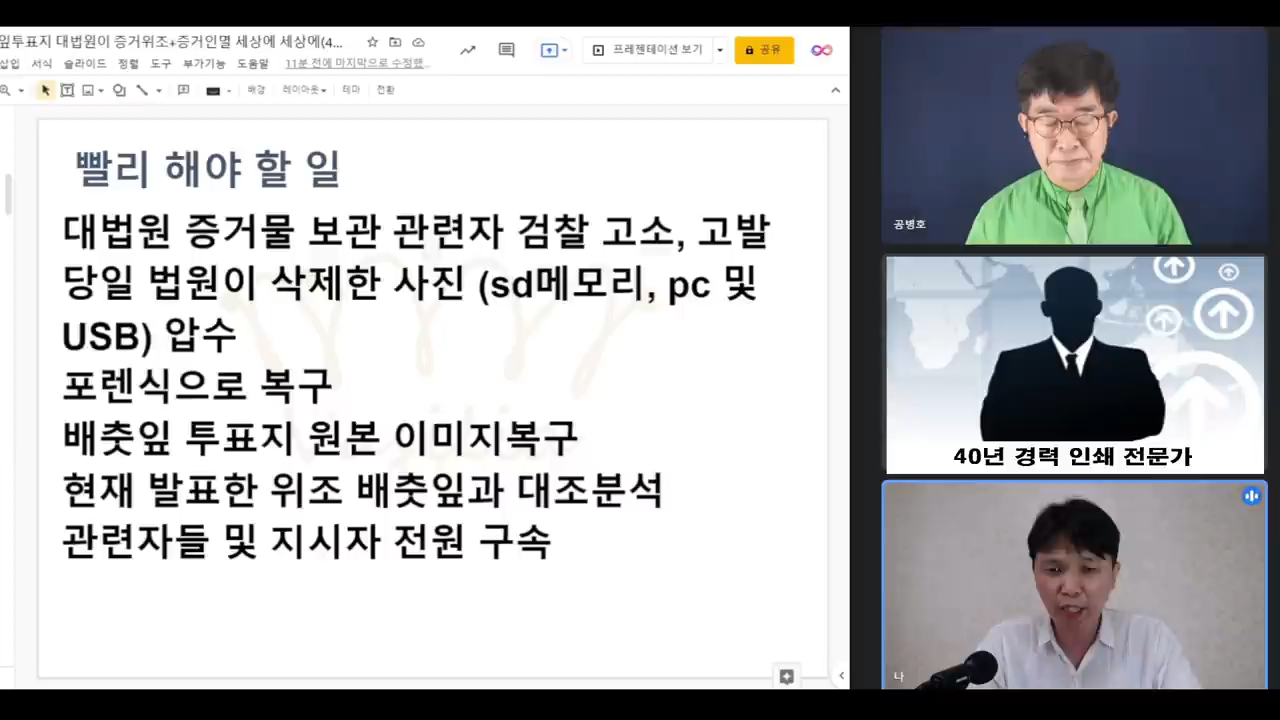 잎투표지 대법원이 증거위조+증거인멸 세상에 세상에(4...
삽입 서식 슬라이드 정렬 도구 부가기능 도움말 11분 전에 마지막으로 수정했...
프레젠테이션 보기
공유
배경 레이아웃 테마 전환
빨리 해야 할 일
대법원 증거물 보관 관련자 검찰 고소, 고발
당일 법원이 삭제한 사진 (sd메모리, pc 및
USB) 압수
포렌식으로 복구
배춧잎 투표지 원본 이미지복구
현재 발표한 위조 배춧잎과 대조분석
관련자들 및 지시자 전원 구속
공병호
40년 경력 인쇄 전문가
나